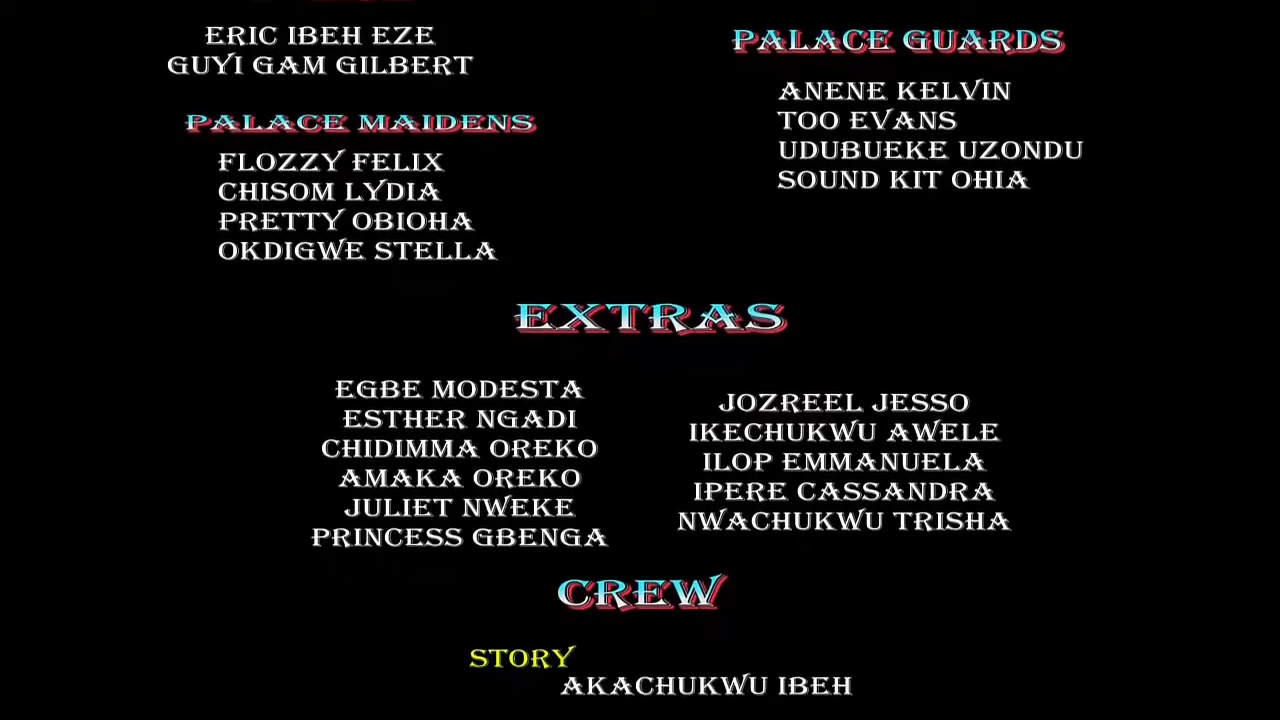 ERIC IBEH EZE
GUYI GAM GILBERT
PALACE MAIDENS
FLOZZY FELIX
CHISOM LYDIA
PRETTY OBIOHA
OKDIGWE STELLA
PALACE GUARDS
ANENE KELVIN
TOO EVANS
UDUBUEKE UZONDU
SOUND KIT OHIA
EXTRAS
EGBE MODESTA
ESTHER NGADI
CHIDIMMA OREKO
AMAKA OREKO
JULIET NWEKE
PRINCESS GBENGA
JOZREEL JESSO
IKECHUKWU AWELE
ILOP EMMANUELA
IPERE CASSANDRA
NWACHUKWU TRISHA
CREW
STORY
AKACHUKWU IBEH